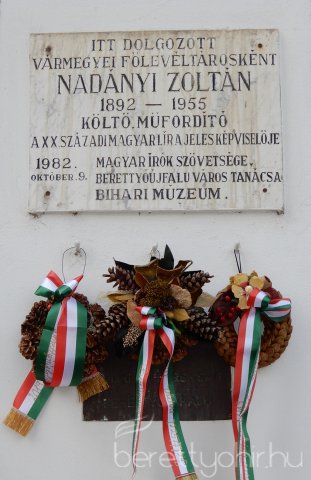 ITT DOLGOZOTT
VÁRMEGYEI FŐLEVÉLTÁROSKÉNT
NADÁNYI ZOLTÁN
1892 — 1955
KÖLTŐ, MŰFORDÍTÓ
A XX. SZÁZADI MAGYAR LÍRA JELES KÉPVISELŐJE
1982. MAGYAR ÍRÓK SZÖVETSÉGE.
OKTÓBER 9. BERETTYÓÚJFALU VÁROS TANÁCSA
BIHARI MÚZEUM.
berettyohir.hu